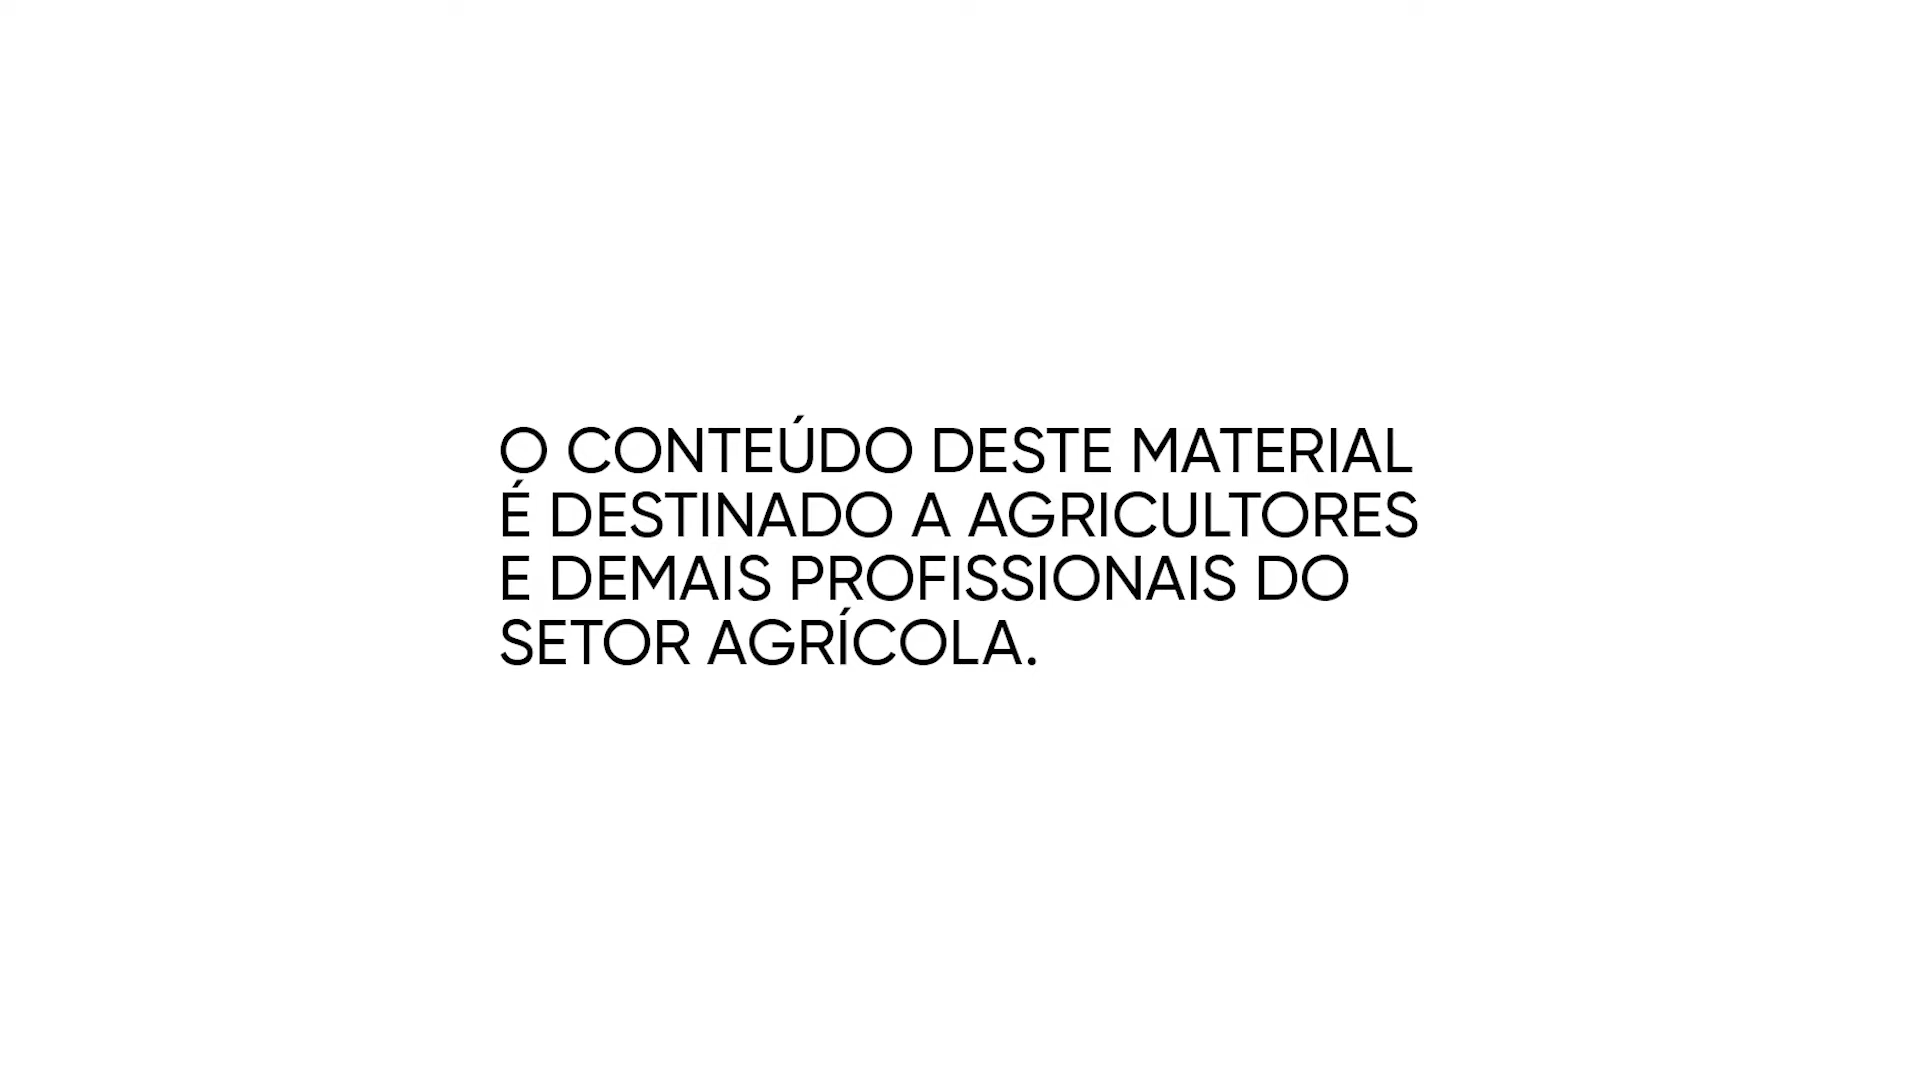 O CONTEÚDO DESTE MATERIAL
É DESTINADO A AGRICULTORES
E DEMAIS PROFISSIONAIS DO
SETOR AGRÍCOLA.